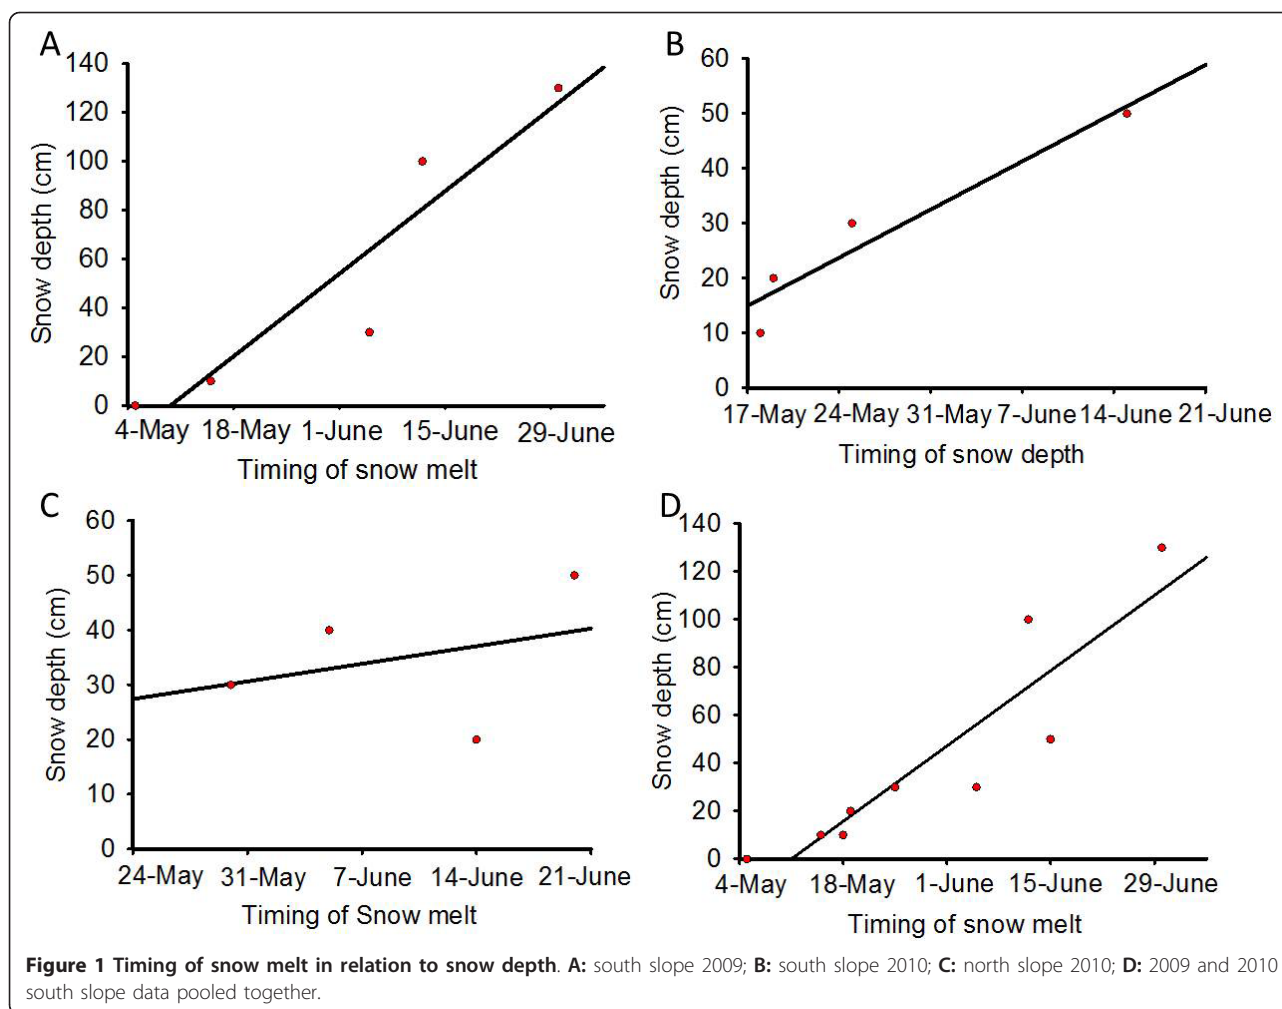 A
140
120
100
80
60
40
20
0
Snow depth (cm)
4-May 18-May 1-June 15-June 29-June
Timing of snow melt
B
60
50
40
30
20
10
0
Snow depth (cm)
17-May 24-May 31-May 7-June 14-June 21-June
Timing of snow depth
C
60
50
40
30
20
10
0
Snow depth (cm)
24-May 31-May 7-June 14-June 21-June
Timing of Snow melt
D
140
120
100
80
60
40
20
0
Snow depth (cm)
4-May 18-May 1-June 15-June 29-June
Timing of snow melt
Figure 1 Timing of snow melt in relation to snow depth. A: south slope 2009; B: south slope 2010; C: north slope 2010; D: 2009 and 2010
south slope data pooled together.